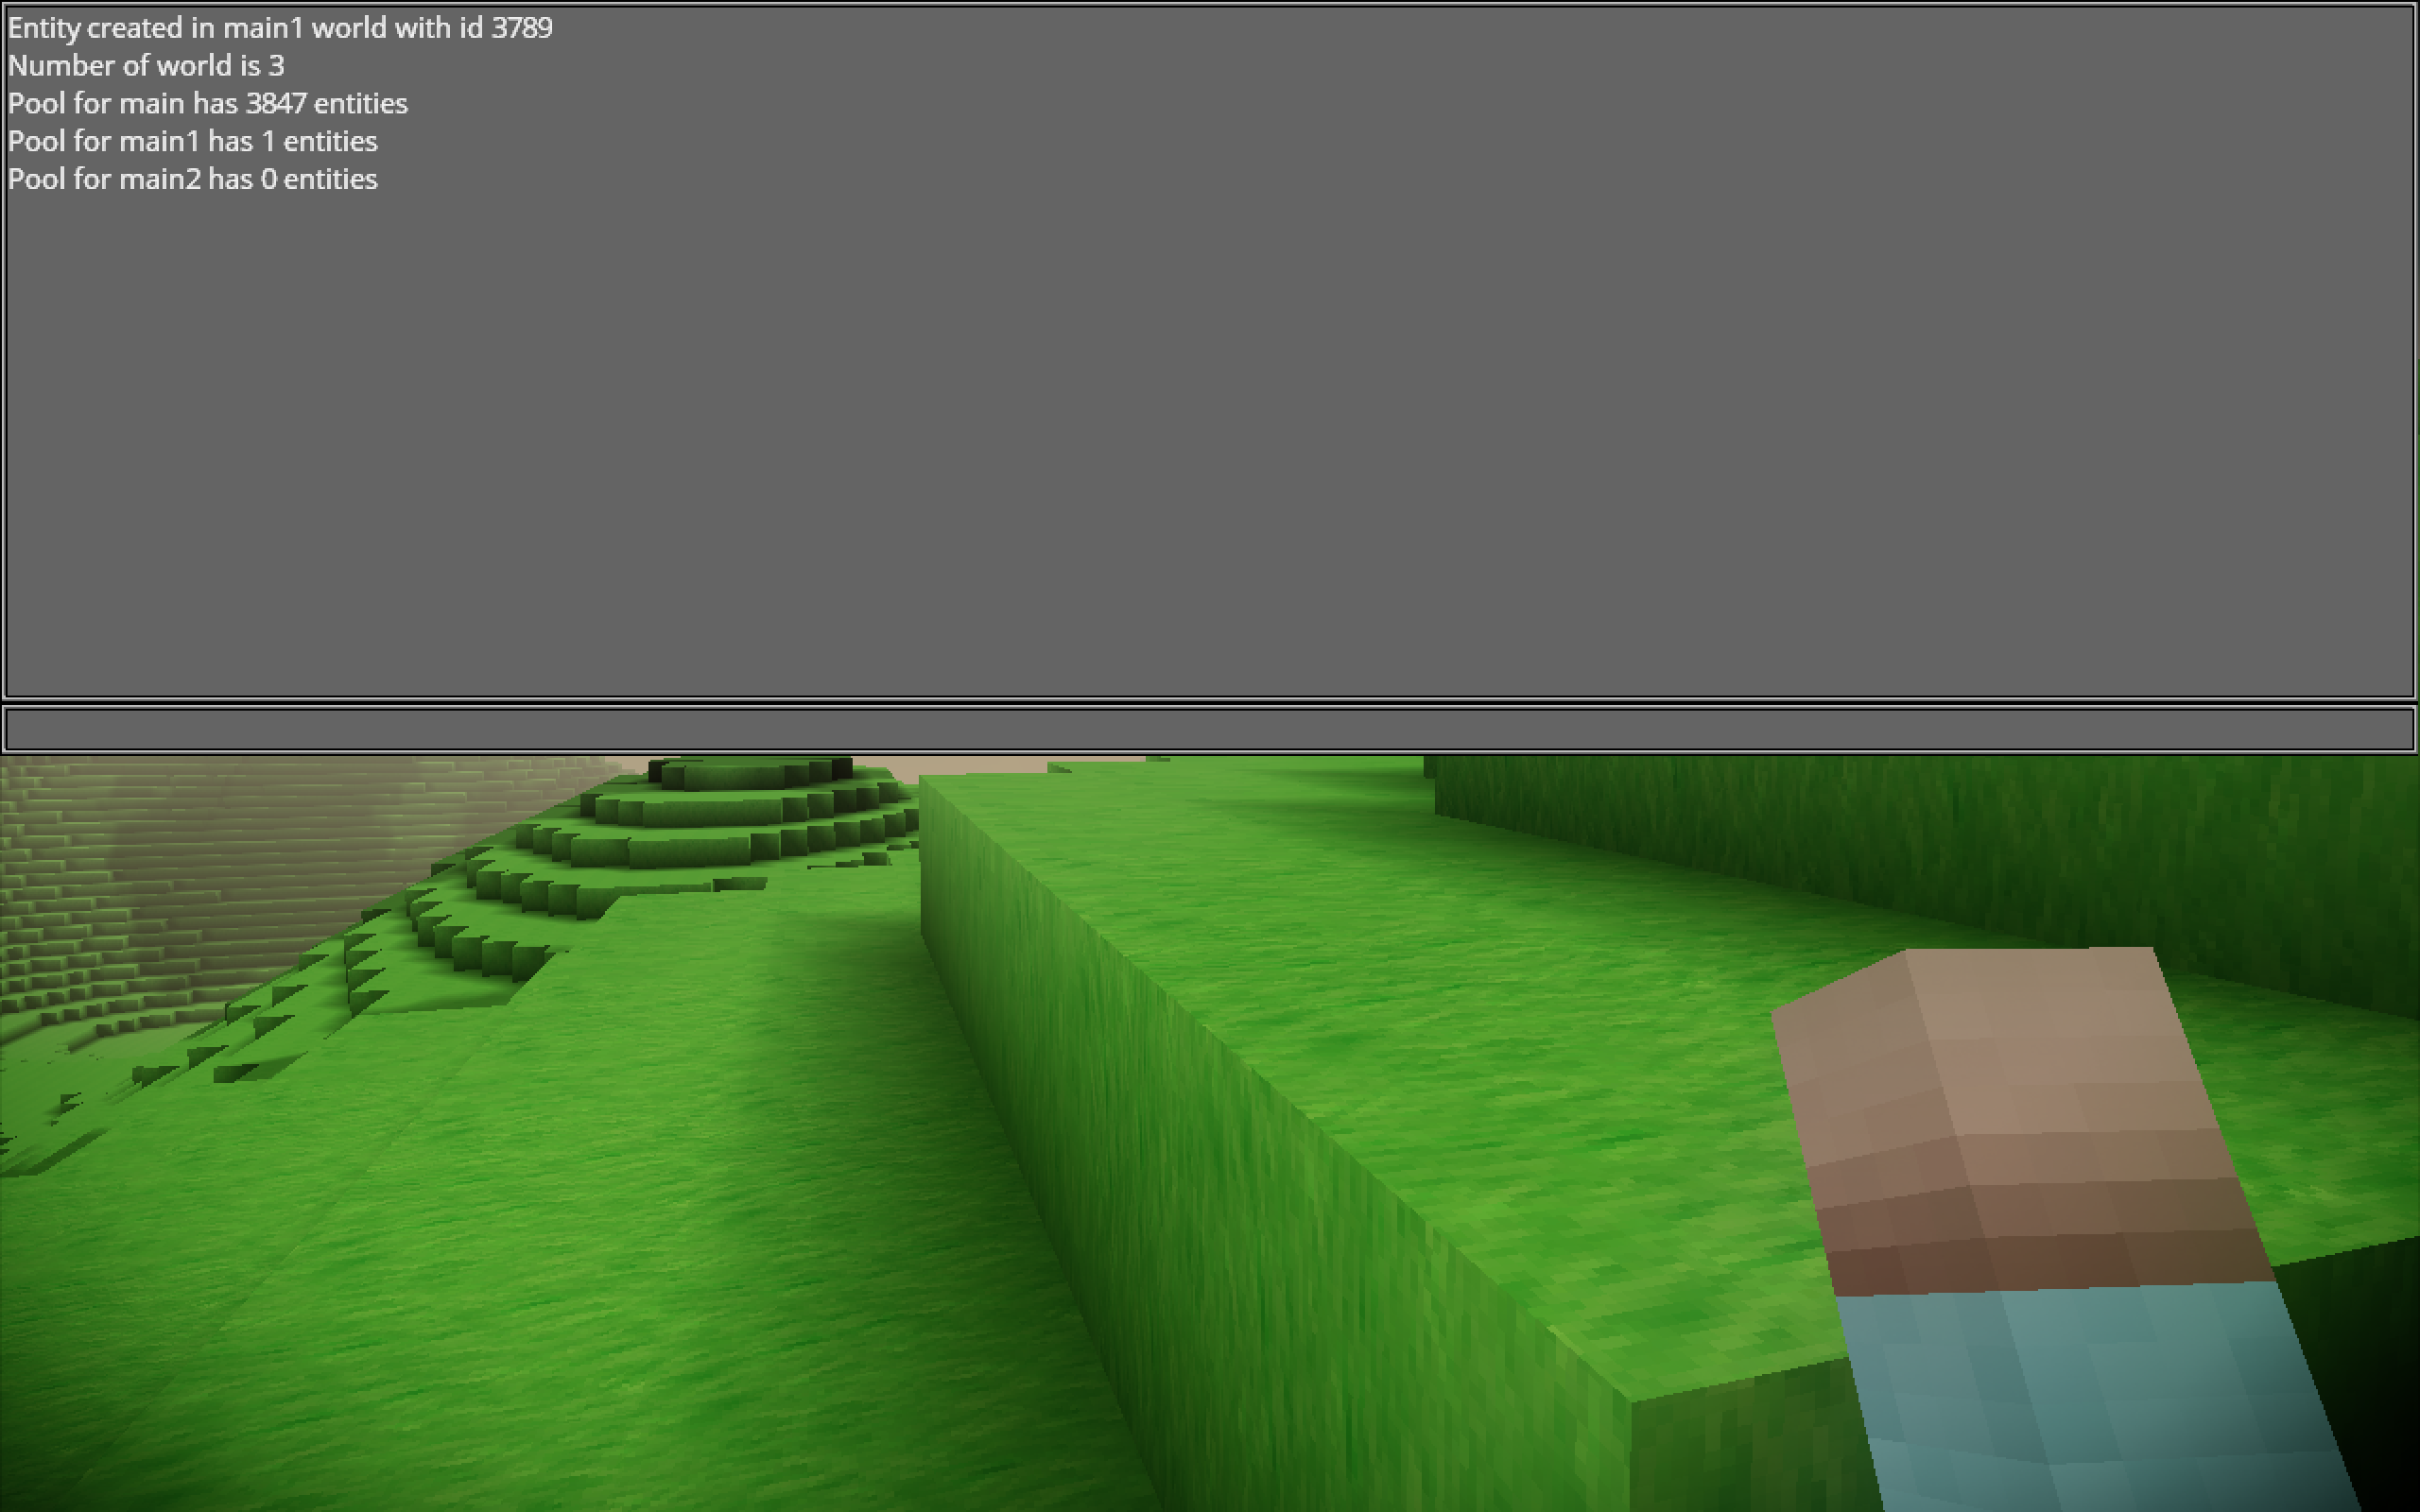 Entity created in main1 world with id 3789
Number of world is 3
Pool for main has 3847 entities
Pool for main1 has 1 entities
Pool for main2 has 0 entities